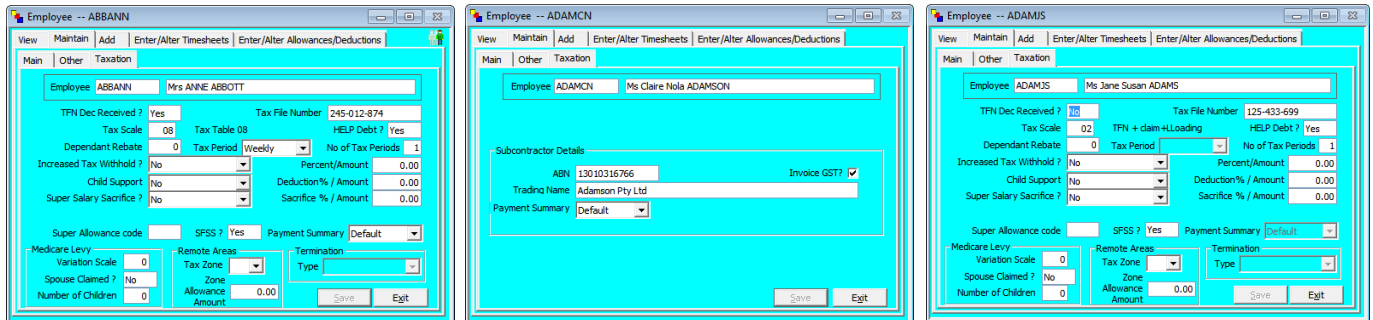 Employee -- ABBANN
View Maintain Add Enter/Alter Timesheets Enter/Alter Allowances/Deductions
Main Other Taxation
Employee ABBANN Mrs ANNE ABBOTT
TFN Dec Received ? Yes Tax File Number 245-012-874
Tax Scale 08 Tax Table 08 HELP Debt ? Yes
Dependant Rebate 0 Tax Period Weekly No of Tax Periods 1
Increased Tax Withhold ? No Percent/Amount 0.00
Child Support No Deduction% / Amount 0.00
Super Salary Sacrifice ? No Sacrifice % / Amount 0.00
Super Allowance code SFSS ? Yes Payment Summary Default
Medicare Levy Remote Areas Termination
Variation Scale 0 Tax Zone Type
Spouse Claimed ? No Zone
Number of Children 0 Allowance 0.00
Amount
Save Exit
Employee -- ADAMCN
View Maintain Add Enter/Alter Timesheets Enter/Alter Allowances/Deductions
Main Other Taxation
Employee ADAMCN Ms Claire Nola ADAMSON
Subcontractor Details
ABN 13010316766 Invoice GST?
Trading Name Adamson Pty Ltd
Payment Summary Default
Save Exit
Employee -- ADAMJS
View Maintain Add Enter/Alter Timesheets Enter/Alter Allowances/Deductions
Main Other Taxation
Employee ADAMJS Ms Jane Susan ADAMS
TFN Dec Received ? No Tax File Number 125-433-699
Tax Scale 02 TFN + claim+LLoading HELP Debt ? Yes
Dependant Rebate 0 Tax Period No of Tax Periods 1
Increased Tax Withhold ? No Percent/Amount 0.00
Child Support No Deduction% / Amount 0.00
Super Salary Sacrifice ? No Sacrifice % / Amount 0.00
Super Allowance code SFSS ? Yes Payment Summary Default
Medicare Levy Remote Areas Termination
Variation Scale 0 Tax Zone Type
Spouse Claimed ? No Zone
Number of Children 0 Allowance 0.00
Amount
Save Exit